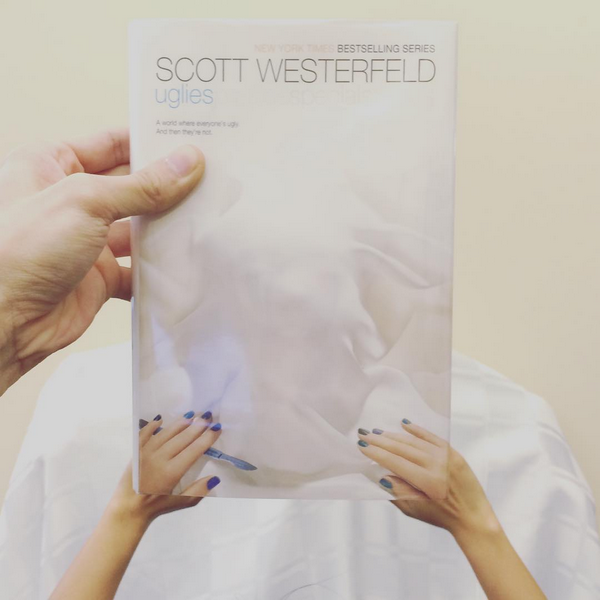 NEW YORK TIMES BESTSELLING SERIES
SCOTT WESTERFELD
uglies
A world where everyone's ugly.
And then they're not.